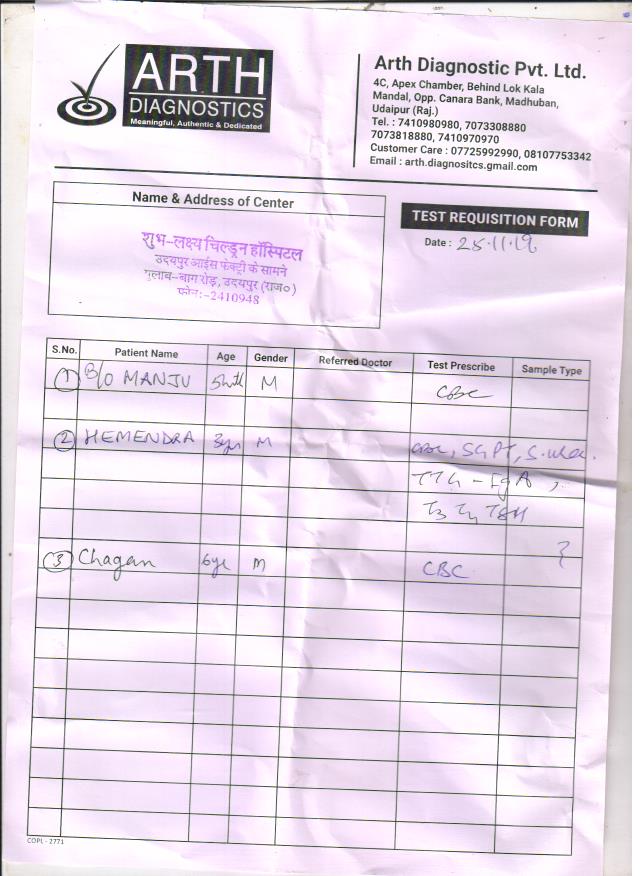 ARTH
DIAGNOSTICS
Meaningful, Authentic & Dedicated
Arth Diagnostic Pvt. Ltd.
4C, Apex Chamber, Behind Lok Kala
Mandal, Opp. Canara Bank, Madhuban,
Udaipur (Raj.)
Tel. : 7410980980, 7073308880
7073818880, 7410970970
Customer Care : 07725992990, 08107753342
Email : arth.diagnositcs.gmail.com
Name & Address of Center
शुभ-लक्ष्य चिल्ड्रन हॉस्पिटल
उदयपुर आईस फेक्ट्री के सामने
गुलाब-बाग रोड़, उदयपुर (राज०)
फोन:-2410948
TEST REQUISITION FORM
Date : 25.11.19
S.No. Patient Name Age Gender Referred Doctor Test Prescribe Sample Type
1 B/O MANJU M CBC
2 HEMENDRA 3yr M CBC, SGPT,
TTG - IgA,
T3 T4 TSH
3 Chagan 6yr M CBC
COPL - 2771